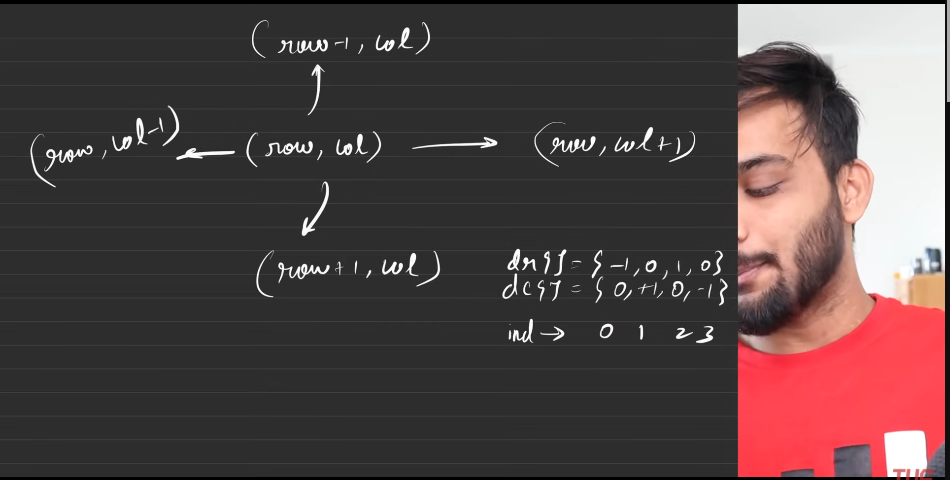 (row-1, col)
(row, col-1) ← (row, col) → (row, col+1)
(row+1, col)
dr[] = {-1, 0, 1, 0}
dc[] = {0, +1, 0, -1}
ind → 0 1 2 3